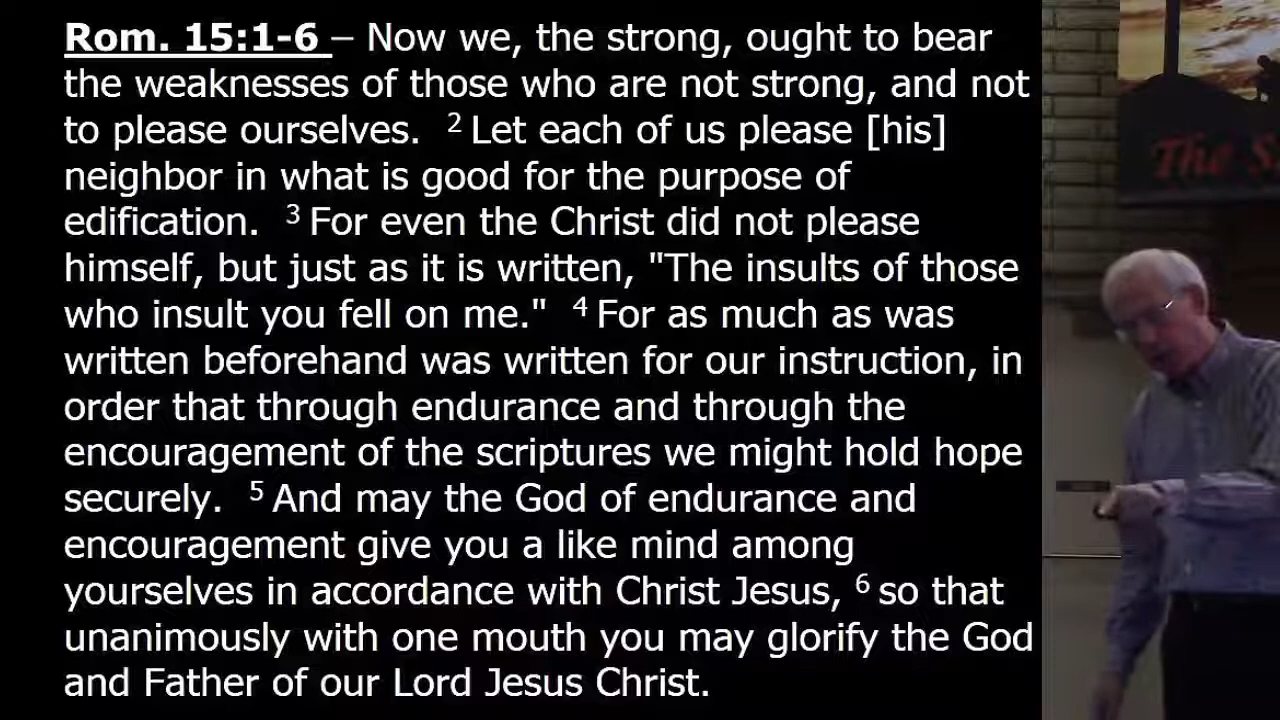 Rom. 15:1-6 – Now we, the strong, ought to bear
the weaknesses of those who are not strong, and not
to please ourselves. 2 Let each of us please [his]
neighbor in what is good for the purpose of
edification. 3 For even the Christ did not please
himself, but just as it is written, "The insults of those
who insult you fell on me." 4 For as much as was
written beforehand was written for our instruction, in
order that through endurance and through the
encouragement of the scriptures we might hold hope
securely. 5 And may the God of endurance and
encouragement give you a like mind among
yourselves in accordance with Christ Jesus, 6 so that
unanimously with one mouth you may glorify the God
and Father of our Lord Jesus Christ.
The